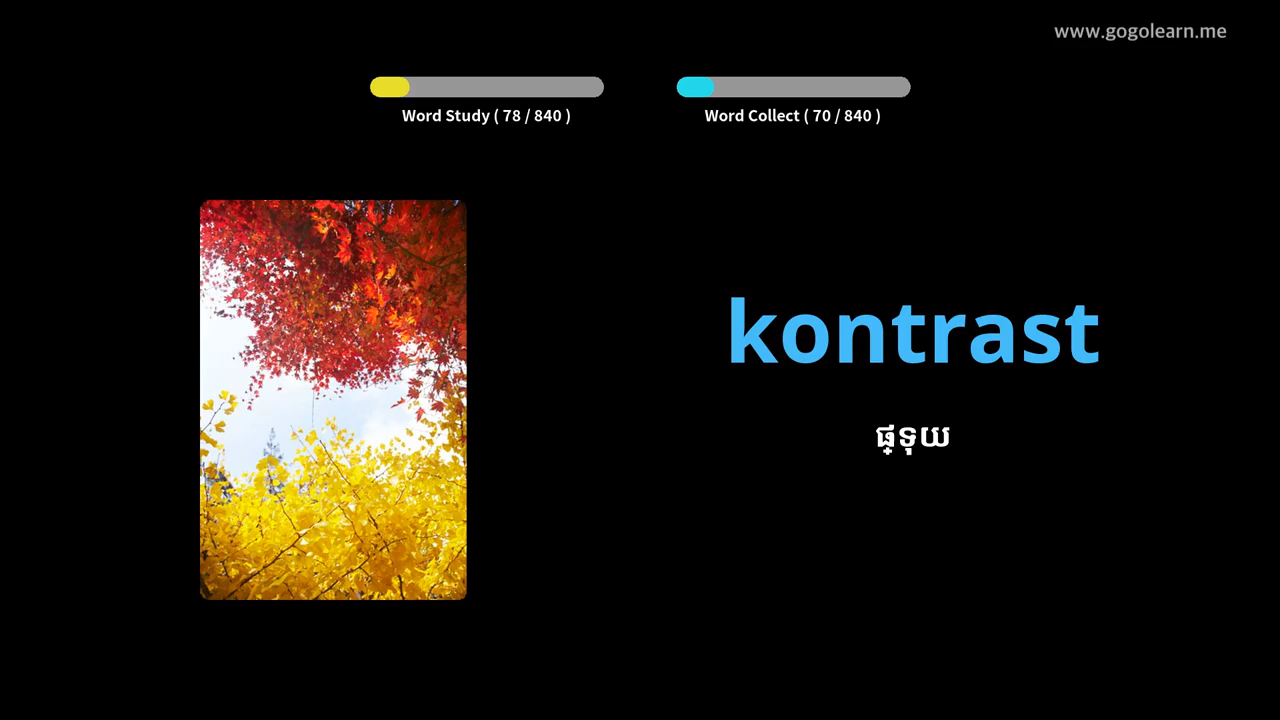 www.gogolearn.me
Word Study ( 78 / 840 )
Word Collect ( 70 / 840 )
kontrast
ផ្ទុយ